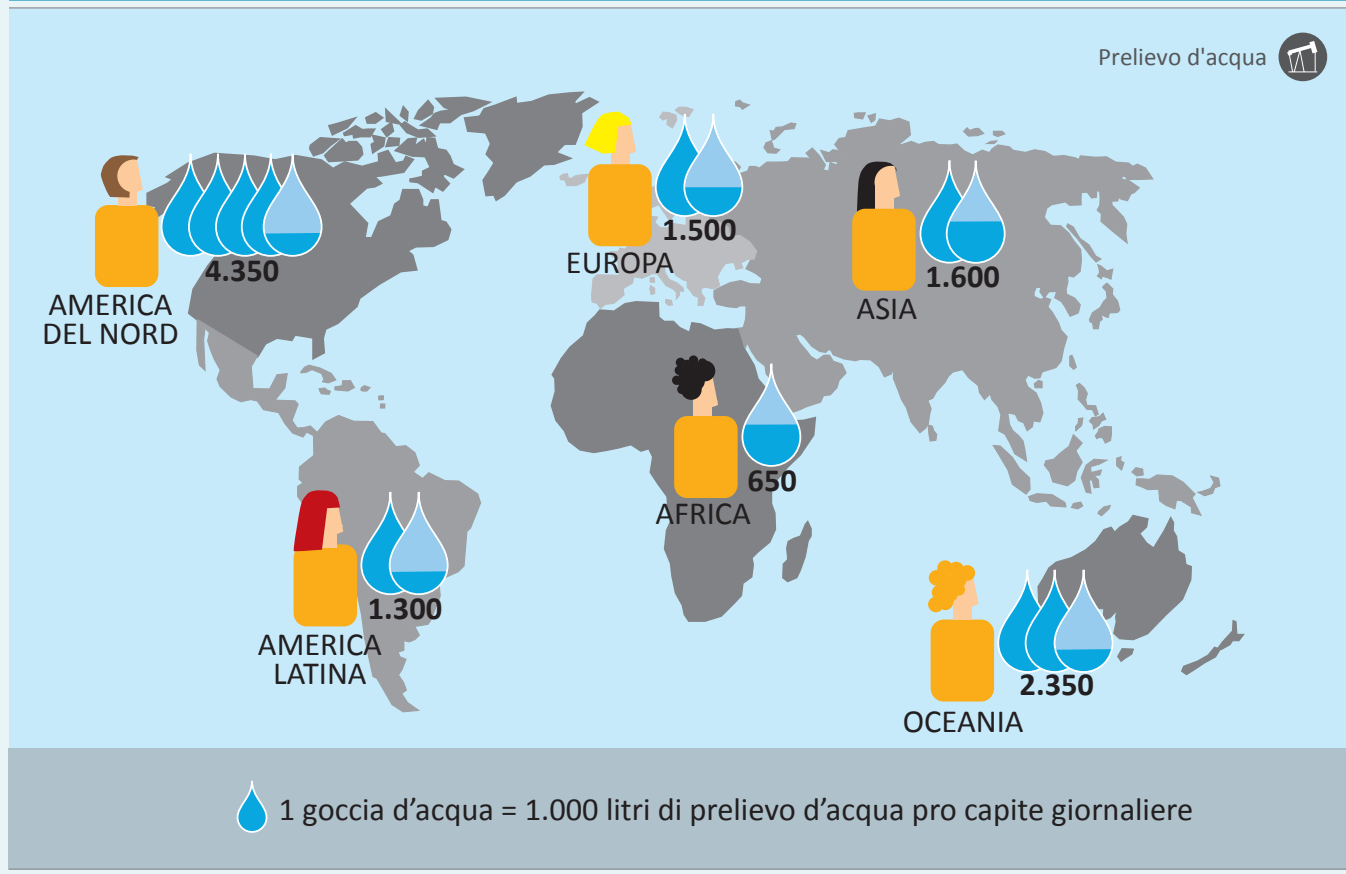 Prelievo d'acqua
4.350
AMERICA
DEL NORD
1.500
EUROPA
1.600
ASIA
650
AFRICA
1.300
AMERICA
LATINA
2.350
OCEANIA
1 goccia d’acqua = 1.000 litri di prelievo d’acqua pro capite giornaliere